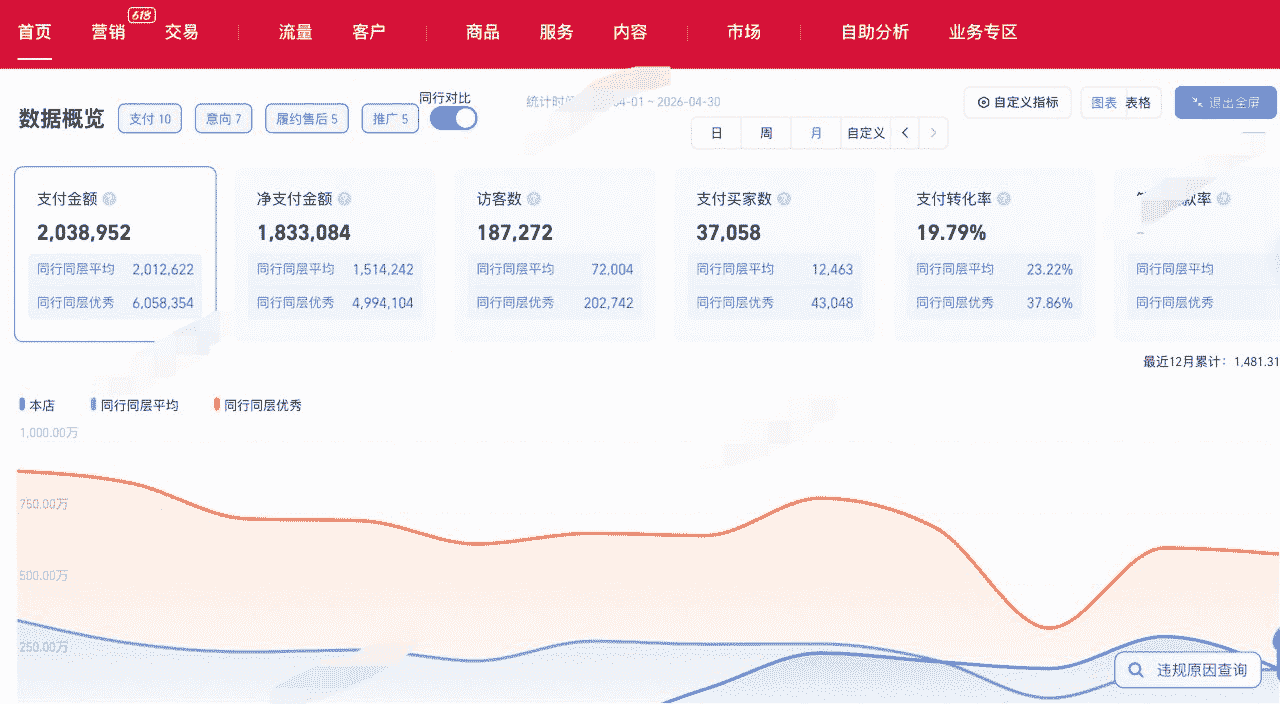 首页 营销 618 交易 流量 客户 商品 服务 内容 市场 自助分析 业务专区
数据概览 支付 10 意向 7 履约售后 5 推广 5 同行对比
统计时 04-01 ~ 2026-04-30
日 周 月 自定义 < >
自定义指标 图表 表格 退出全屏
支付金额 ?
2,038,952
同行同层平均 2,012,622
同行同层优秀 6,058,354
净支付金额 ?
1,833,084
同行同层平均 1,514,242
同行同层优秀 4,994,104
访客数 ?
187,272
同行同层平均 72,004
同行同层优秀 202,742
支付买家数 ?
37,058
同行同层平均 12,463
同行同层优秀 43,048
支付转化率 ?
19.79%
同行同层平均 23.22%
同行同层优秀 37.86%
款率 ?
-
同行同层平均
同行同层优秀
最近12月累计: 1,481.31
本店 同行同层平均 同行同层优秀
1,000.00万
750.00万
500.00万
250.00万
违规原因查询